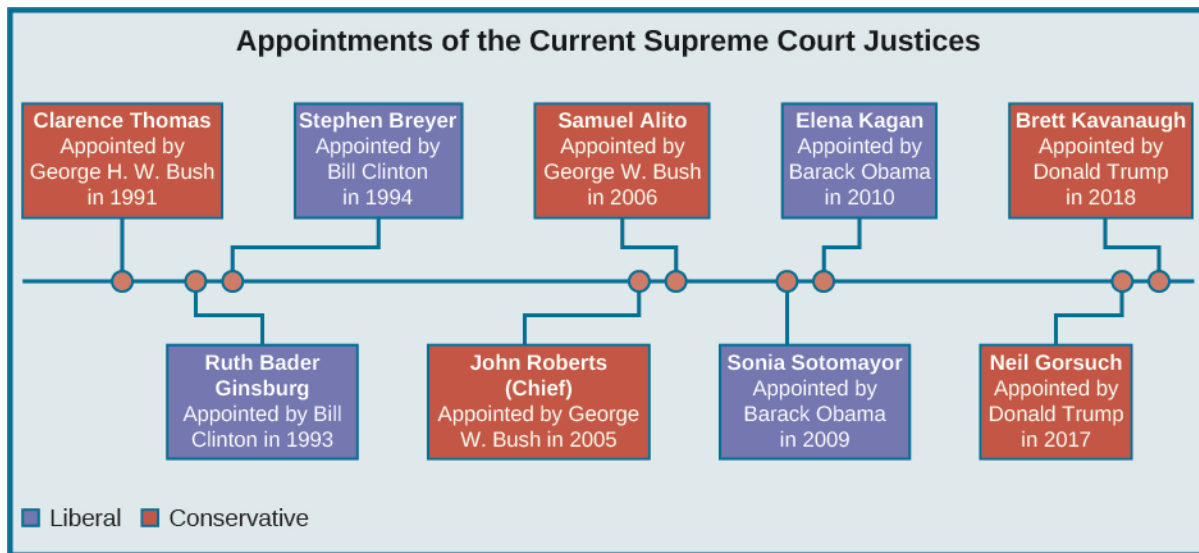 Appointments of the Current Supreme Court Justices
Clarence Thomas
Appointed by
George H. W. Bush
in 1991
Stephen Breyer
Appointed by
Bill Clinton
in 1994
Samuel Alito
Appointed by
George W. Bush
in 2006
Elena Kagan
Appointed by
Barack Obama
in 2010
Brett Kavanaugh
Appointed by
Donald Trump
in 2018
Ruth Bader
Ginsburg
Appointed by Bill
Clinton in 1993
John Roberts
(Chief)
Appointed by George
W. Bush in 2005
Sonia Sotomayor
Appointed by
Barack Obama
in 2009
Neil Gorsuch
Appointed by
Donald Trump
in 2017
Liberal
Conservative